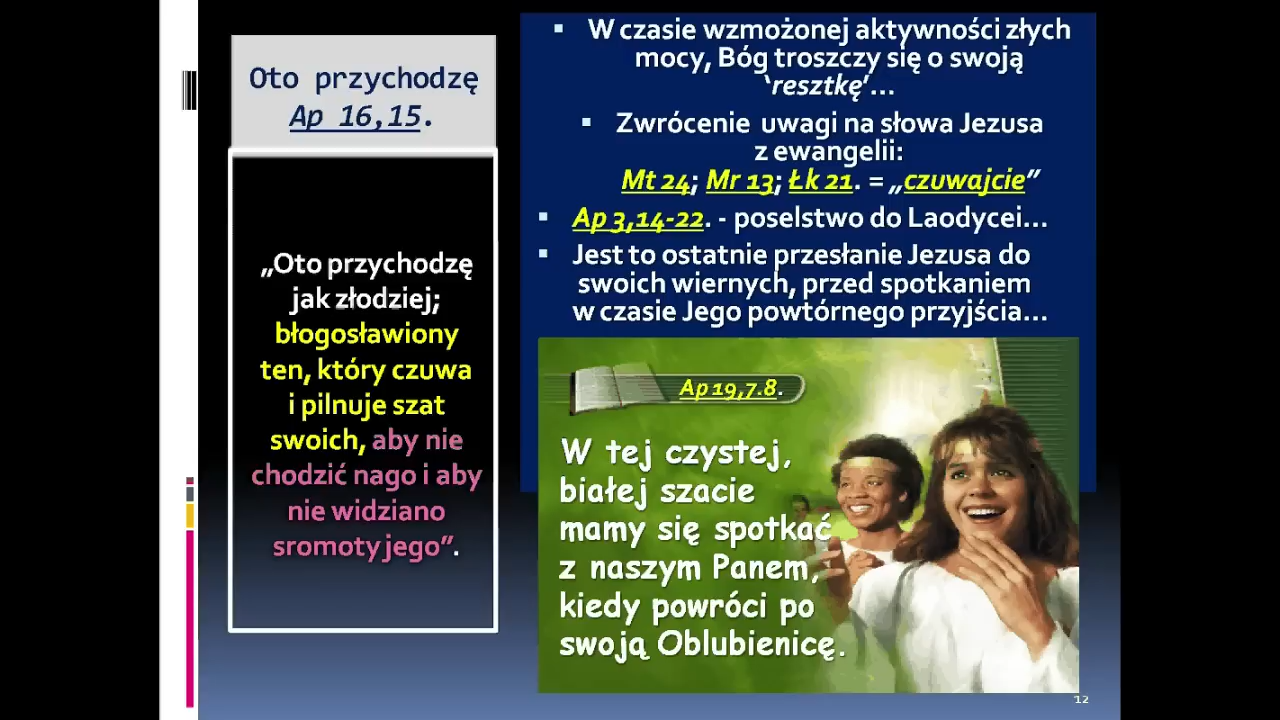 Oto przychodzę
Ap 16,15.
„Oto przychodzę
jak złodziej;
błogosławiony
ten, który czuwa
i pilnuje szat
swoich, aby nie
chodzić nago i aby
nie widziano
sromoty jego”.
▪ W czasie wzmożonej aktywności złych
mocy, Bóg troszczy się o swoją
‘resztkę’…
▪ Zwrócenie uwagi na słowa Jezusa
z ewangelii:
Mt 24; Mr 13; Łk 21. = „czuwajcie”
▪ Ap 3,14-22. - poselstwo do Laodycei…
▪ Jest to ostatnie przesłanie Jezusa do
swoich wiernych, przed spotkaniem
w czasie Jego powtórnego przyjścia…
Ap 19,7.8.
W tej czystej,
białej szacie
mamy się spotkać
z naszym Panem,
kiedy powróci po
swoją Oblubienicę.
12